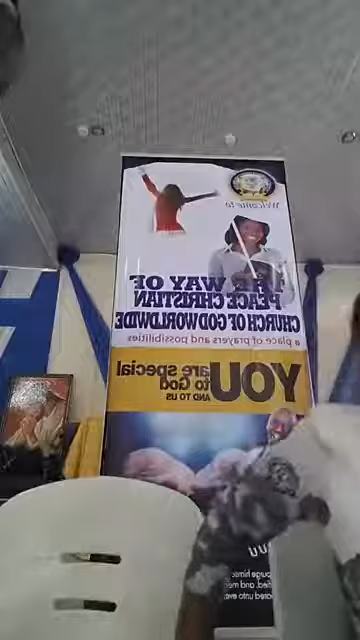 Welcome to
THE WAY OF
PEACE CHRISTIAN
CHURCH OF GOD WORLDWIDE
a place of prayers and possibilities
YOU are special
to God
AND TO US